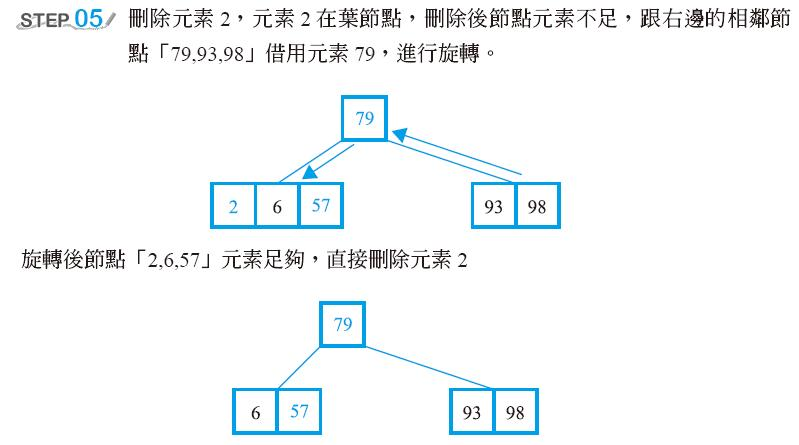 STEP 05 刪除元素 2，元素 2 在葉節點，刪除後節點元素不足，跟右邊的相鄰節
點「79,93,98」借用元素 79，進行旋轉。
79
2 6 57 93 98
旋轉後節點「2,6,57」元素足夠，直接刪除元素 2
79
6 57 93 98